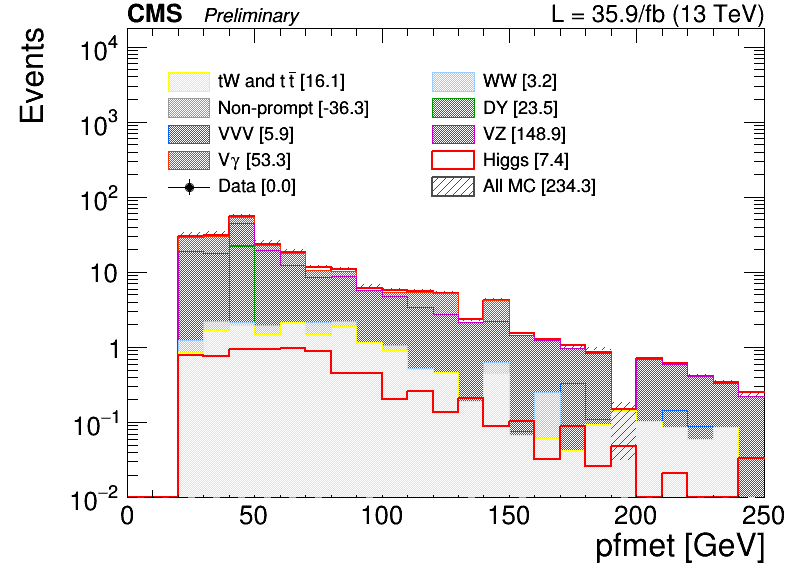 CMS Preliminary L = 35.9/fb (13 TeV)
Events
10^4
10^3
10^2
10
1
10^−1
10^−2
tW and t t̄ [16.1]
Non-prompt [-36.3]
VVV [5.9]
Vγ [53.3]
Data [0.0]
WW [3.2]
DY [23.5]
VZ [148.9]
Higgs [7.4]
All MC [234.3]
0 50 100 150 200 250
pfmet [GeV]